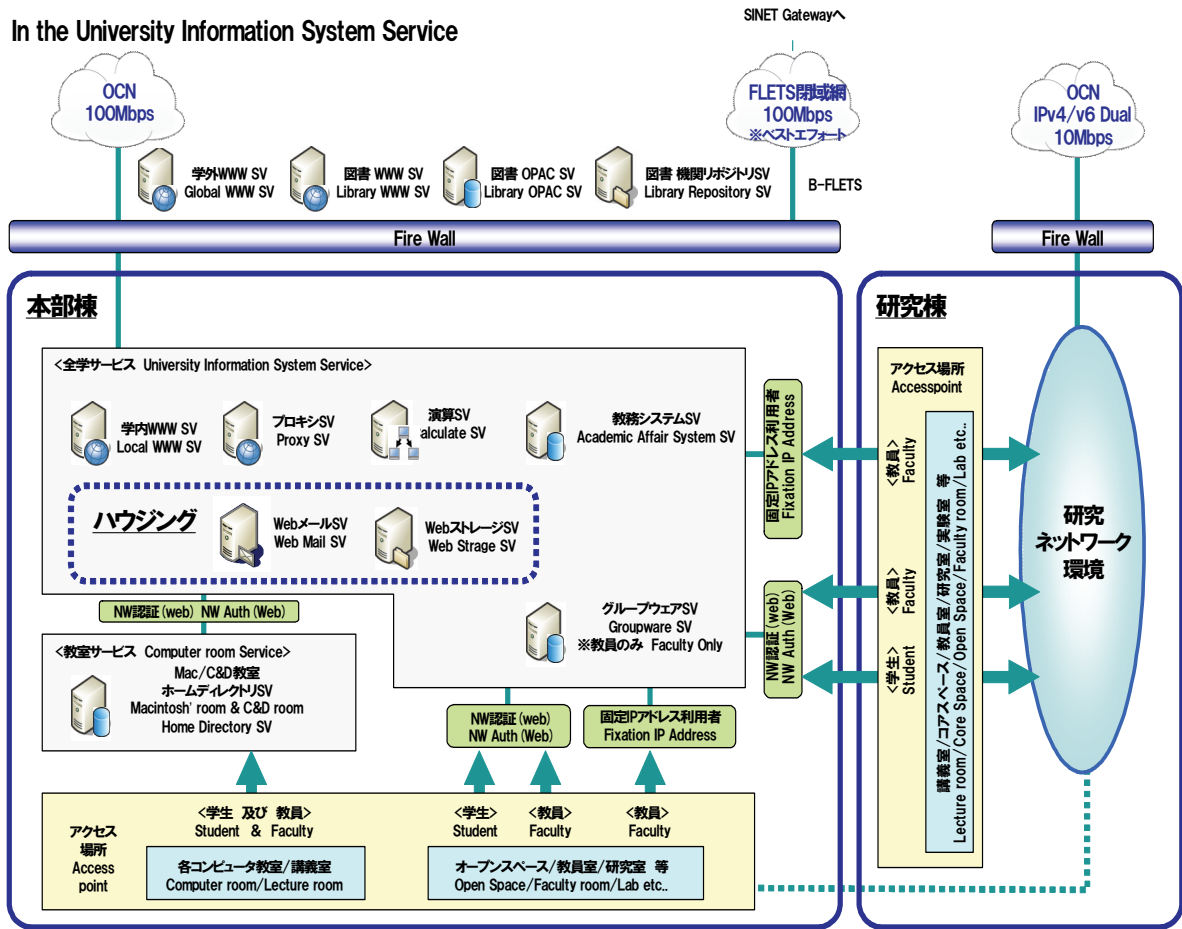 In the University Information System Service
SINET Gatewayへ
OCN
100Mbps
FLETS閉域網
100Mbps
※ベストエフォート
OCN
IPv4/v6 Dual
10Mbps
学外WWW SV
Global WWW SV
図書 WWW SV
Library WWW SV
図書 OPAC SV
Library OPAC SV
図書 機関リポジトリSV
Library Repository SV
B-FLETS
Fire Wall
Fire Wall
本部棟
<全学サービス University Information System Service>
学内WWW SV
Local WWW SV
プロキシSV
Proxy SV
演算SV
alculate SV
教務システムSV
Academic Affair System SV
ハウジング
Webメール SV
Web Mail SV
WebストレージSV
Web Strage SV
グループウェアSV
Groupware SV
※教員のみ Faculty Only
NW認証(web) NW Auth (Web)
<教室サービス Computer room Service>
Mac/C&D教室
ホームディレクトリSV
Macintosh' room & C&D room
Home Directory SV
NW認証(web)
NW Auth (Web)
固定IPアドレス利用者
Fixation IP Address
アクセス
場所
Access
point
<学生 及び 教員>
Student & Faculty
<学生>
Student
<教員>
Faculty
<教員>
Faculty
各コンピュータ教室/講義室
Computer room/Lecture room
オープンスペース/教員室/研究室 等
Open Space/Faculty room/Lab etc..
固定IPアドレス利用者
Fixation IP Address
NW認証(web)
NW Auth (Web)
研究棟
アクセス場所
Accesspoint
<教員>
Faculty
<教員>
Faculty
<学生>
Student
講義室/コアスペース/教員室/研究室/実験室 等
Lecture room/Core Space/Open Space/Faculty room/Lab etc..
研究
ネットワーク
環境